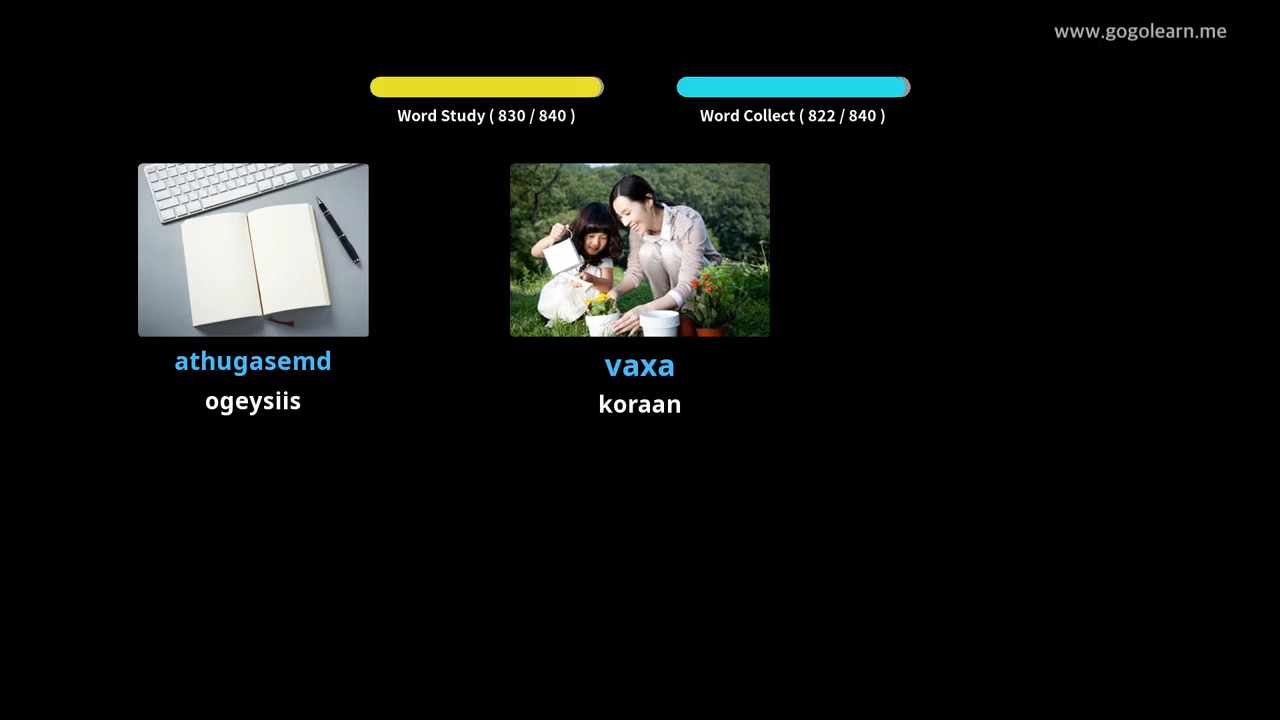 www.gogolearn.me
Word Study ( 830 / 840 )
Word Collect ( 822 / 840 )
athugasemd
ogeysiis
vaxa
koraan